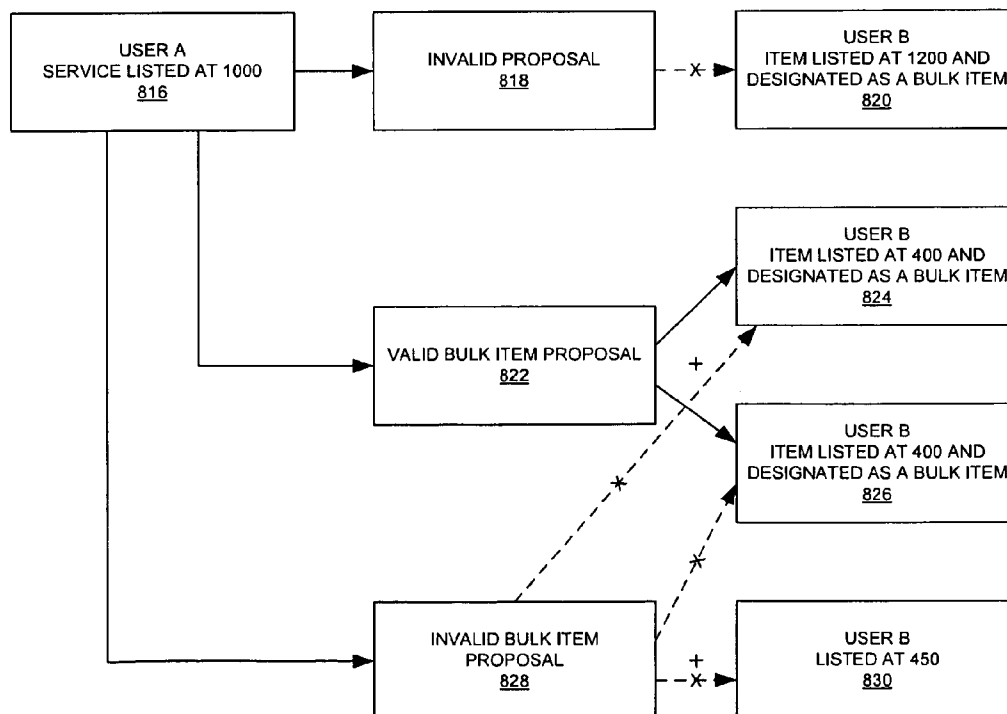 USER A
SERVICE LISTED AT 1000
816
INVALID PROPOSAL
818
X
USER B
ITEM LISTED AT 1200 AND
DESIGNATED AS A BULK ITEM
820
USER B
ITEM LISTED AT 400 AND
DESIGNATED AS A BULK ITEM
824
VALID BULK ITEM PROPOSAL
822
+
USER B
ITEM LISTED AT 400 AND
DESIGNATED AS A BULK ITEM
826
X
X
INVALID BULK ITEM
PROPOSAL
828
+
X
USER B
LISTED AT 450
830